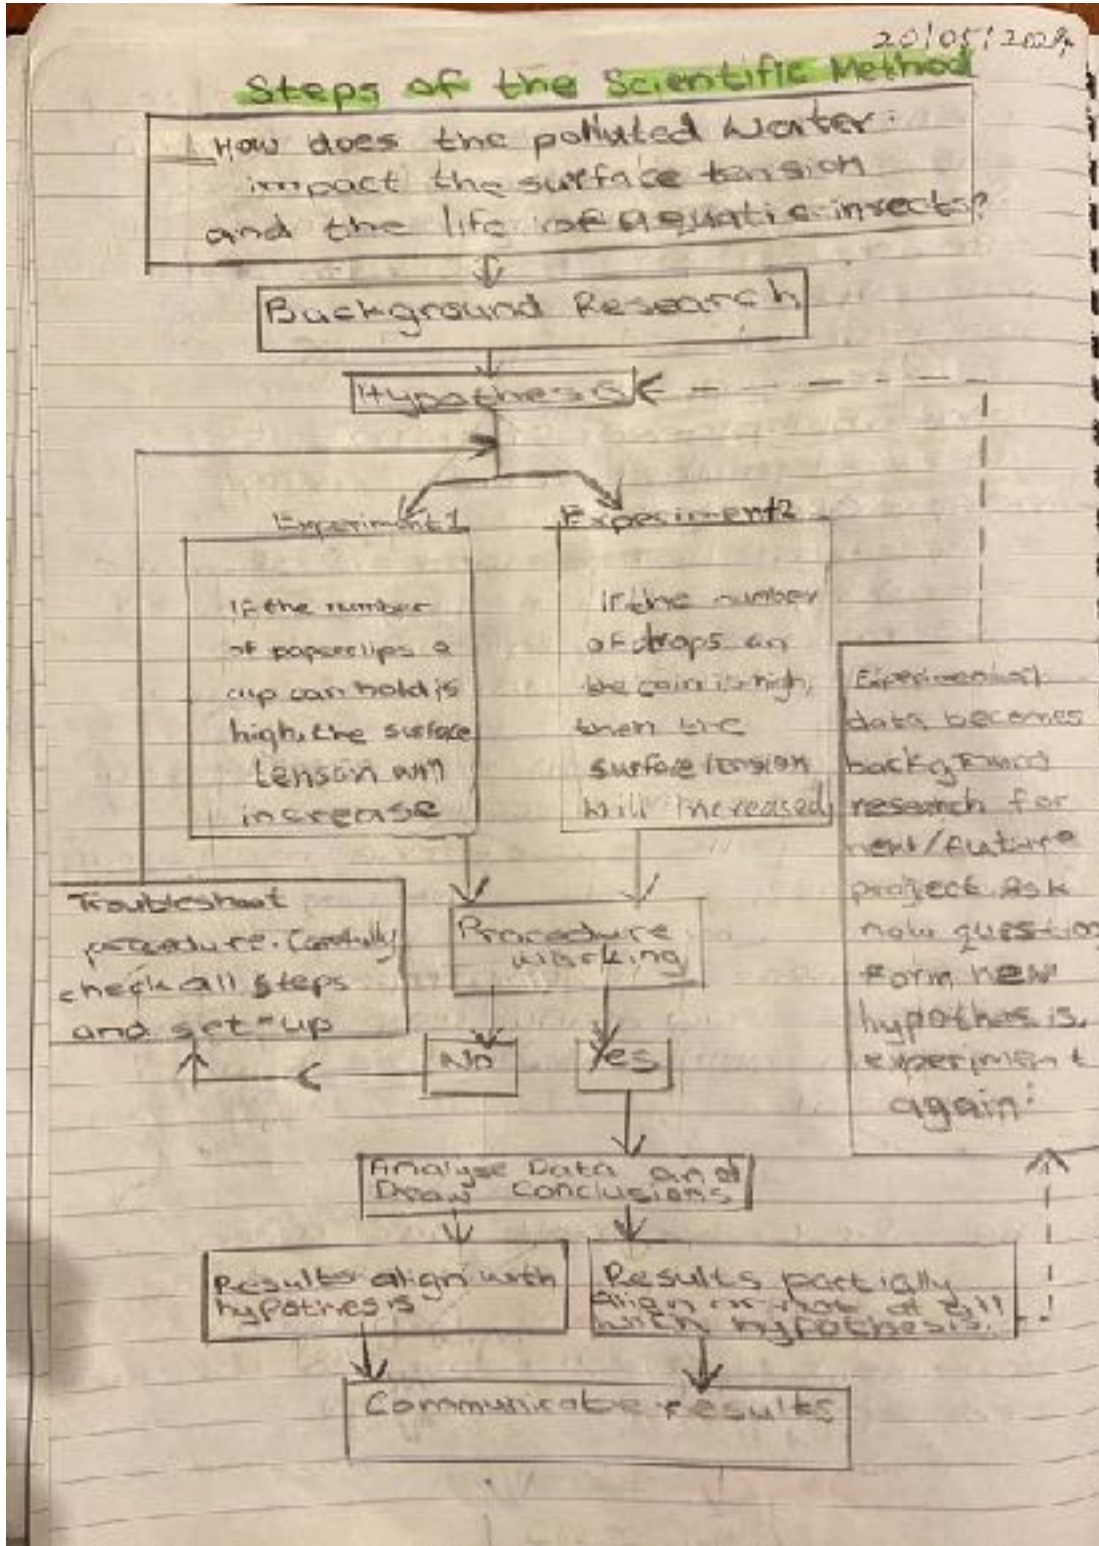 20/05/2024
Steps of the Scientific Method
How does the polluted water
impact the surface tension
and the life of aquatic insects?
Background Research
Hypothesis
Experiment 1
If the number
of paperclips a
cup can hold is
high, the surface
tenson will
increase
Experiment2
If the number
of drops on
the coin is high,
then the
surface tension
will increased
Troubleshoot
procedure. Carefully
check all steps
and set-up
Procedure
working
No
Yes
Experimental
data becomes
background
research for
next/future
project. Ask
new question
form new
hypothesis,
experiment
again.
Analyse Data and
Draw Conclusions
Results align with
hypothesis
Results partially
align or not at all
with hypothesis.
Communicate results